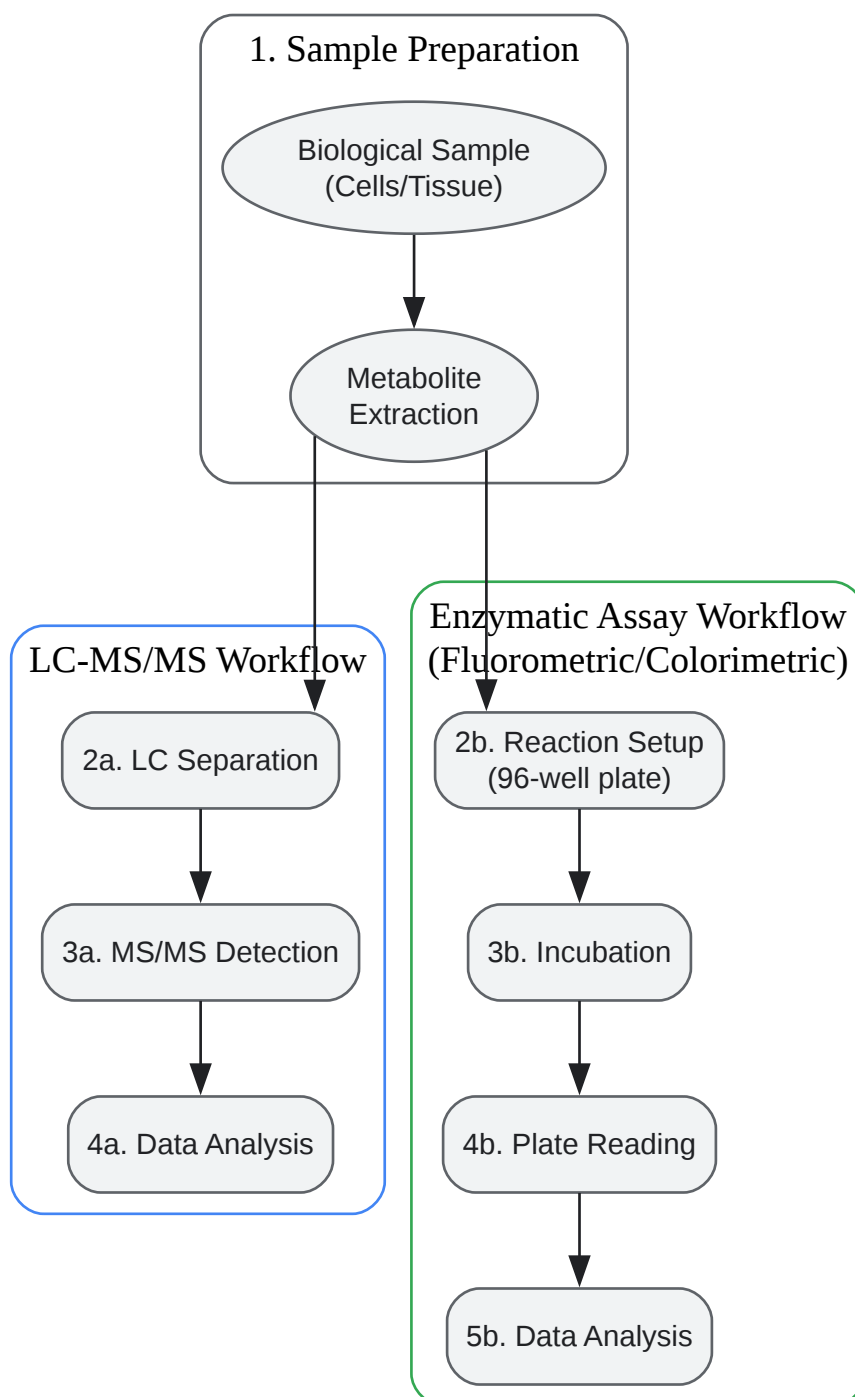 1. Sample Preparation
Biological Sample
(Cells/Tissue)
Metabolite
Extraction
LC-MS/MS Workflow
2a. LC Separation
3a. MS/MS Detection
4a. Data Analysis
Enzymatic Assay Workflow
(Fluorometric/Colorimetric)
2b. Reaction Setup
(96-well plate)
3b. Incubation
4b. Plate Reading
5b. Data Analysis